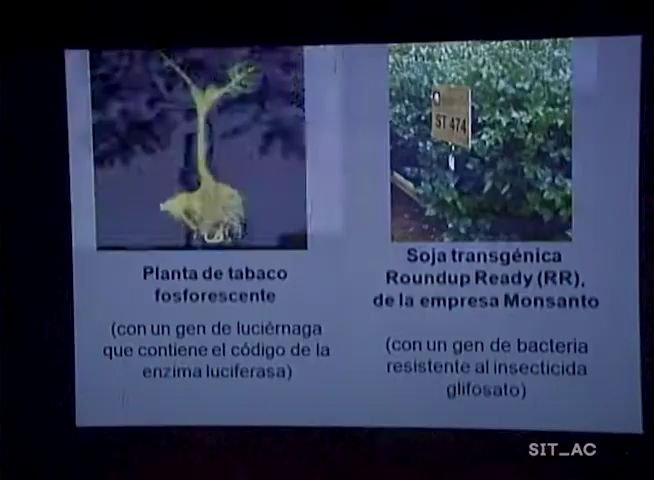 ST 474
Planta de tabaco
fosforescente
(con un gen de luciérnaga
que contiene el código de la
enzima luciferasa)
Soja transgénica
Roundup Ready (RR),
de la empresa Monsanto
(con un gen de bacteria
resistente al insecticida
glifosato)
SIT_AC